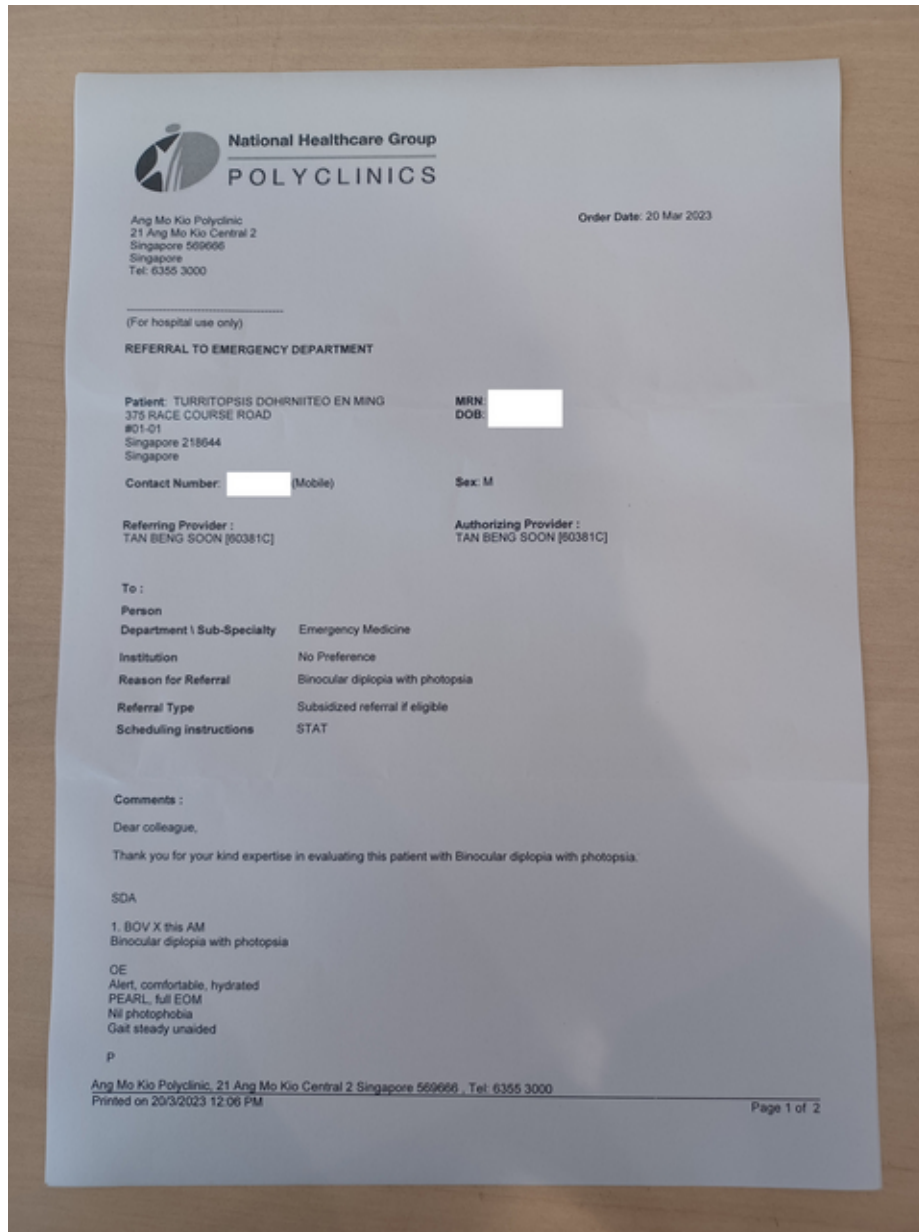 National Healthcare Group
POLYCLINICS
Ang Mo Kio Polyclinic
21 Ang Mo Kio Central 2
Singapore 569666
Singapore
Tel: 6355 3000
Order Date: 20 Mar 2023
(For hospital use only)
REFERRAL TO EMERGENCY DEPARTMENT
Patient: TURRITOPSIS DOHRNIITEO EN MING
375 RACE COURSE ROAD
#01-01
Singapore 218644
Singapore
MRN:
DOB:
Contact Number: (Mobile)
Sex: M
Referring Provider :
TAN BENG SOON [60381C]
Authorizing Provider :
TAN BENG SOON [60381C]
To :
Person
Department \ Sub-Specialty Emergency Medicine
Institution No Preference
Reason for Referral Binocular diplopia with photopsia
Referral Type Subsidized referral if eligible
Scheduling instructions STAT
Comments :
Dear colleague,
Thank you for your kind expertise in evaluating this patient with Binocular diplopia with photopsia.
SDA
1. BOV X this AM
Binocular diplopia with photopsia
OE
Alert, comfortable, hydrated
PEARL, full EOM
Nil photophobia
Gait steady unaided
P
Ang Mo Kio Polyclinic, 21 Ang Mo Kio Central 2 Singapore 569666 , Tel: 6355 3000
Printed on 20/3/2023 12:06 PM
Page 1 of 2